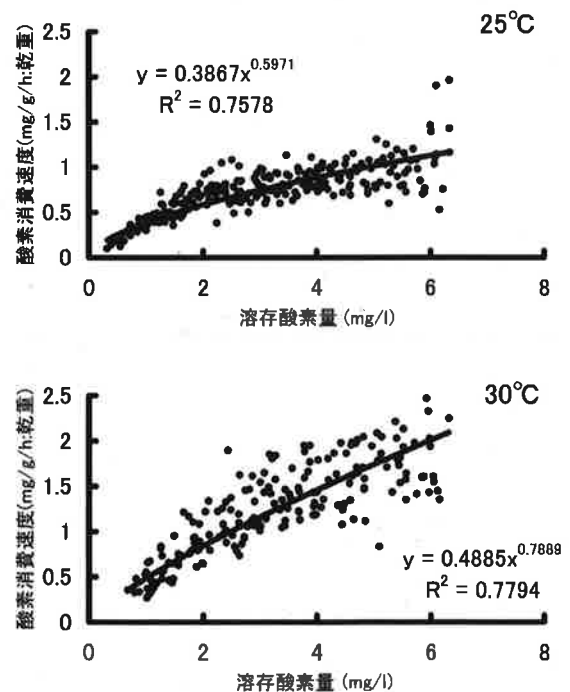 25℃
y = 0.3867x^0.5971
R² = 0.7578
酸素消費速度(mg/g/h:乾重)
2.5
2
1.5
1
0.5
0
0 2 4 6 8
溶存酸素量 (mg/l)
30℃
酸素消費速度(mg/g/h:乾重)
2.5
2
1.5
1
0.5
0
y = 0.4885x^0.7889
R² = 0.7794
0 2 4 6 8
溶存酸素量 (mg/l)